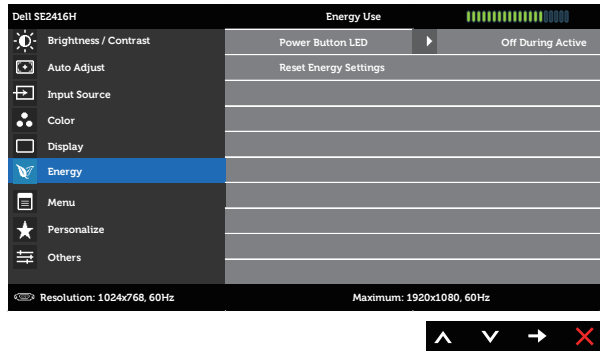 Dell SE2416H Energy Use
Brightness / Contrast Power Button LED Off During Active
Auto Adjust Reset Energy Settings
Input Source
Color
Display
Energy
Menu
Personalize
Others
Resolution: 1024x768, 60Hz Maximum: 1920x1080, 60Hz